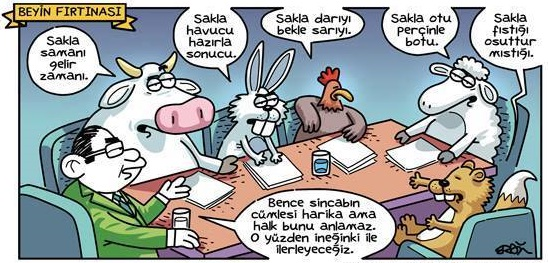 BEYİN FIRTINASI
Sakla
samanı
gelir
zamanı.
Sakla
havucu
hazırla
sonucu.
Sakla darıyı
bekle sarıyı.
Sakla otu
perçinle
botu.
Sakla
fıstığı
osuttur
mıstığı.
Bence sincabın
cümlesi harika ama
halk bunu anlamaz.
O yüzden ineğinki ile
ilerleyeceğiz.